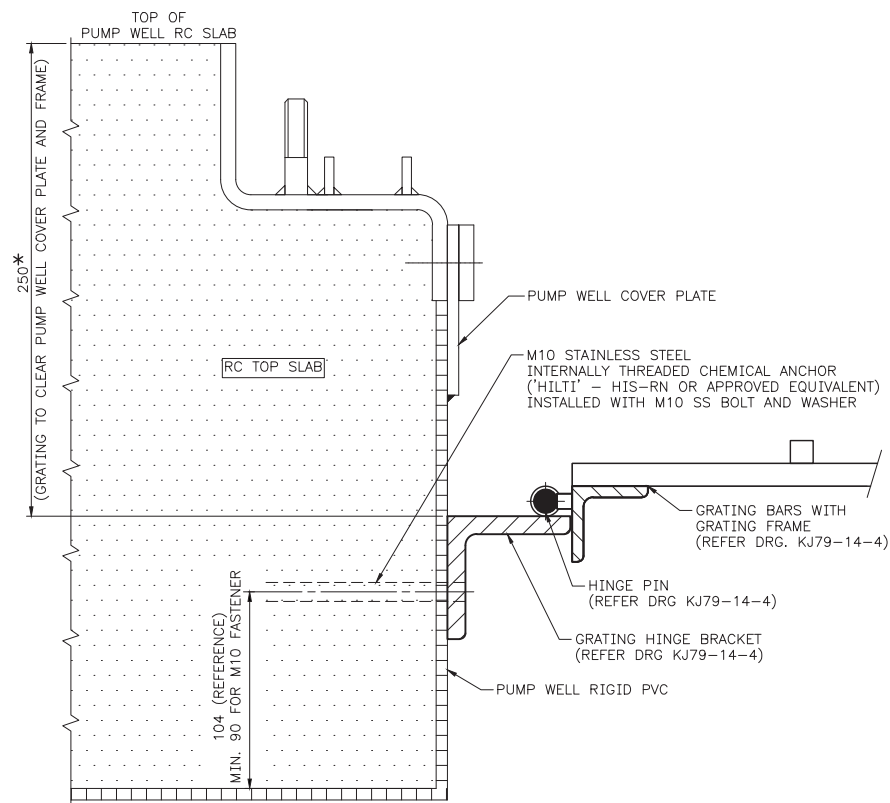 TOP OF
PUMP WELL RC SLAB
250*
(GRATING TO CLEAR PUMP WELL COVER PLATE AND FRAME)
PUMP WELL COVER PLATE
M10 STAINLESS STEEL
INTERNALLY THREADED CHEMICAL ANCHOR
('HILTI' – HIS–RN OR APPROVED EQUIVALENT)
INSTALLED WITH M10 SS BOLT AND WASHER
RC TOP SLAB
GRATING BARS WITH
GRATING FRAME
(REFER DRG. KJ79–14–4)
HINGE PIN
(REFER DRG KJ79–14–4)
GRATING HINGE BRACKET
(REFER DRG KJ79–14–4)
PUMP WELL RIGID PVC
104 (REFERENCE)
MIN. 90 FOR M10 FASTENER